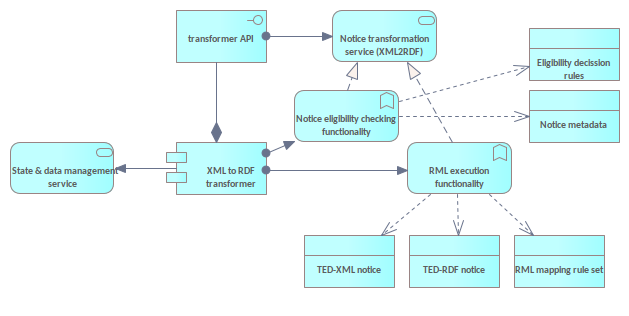 transformer API
Notice transformation
service (XML2RDF)
Eligibility decission
rules
Notice eligibility checking
functionality
Notice metadata
State & data management
service
XML to RDF
transformer
RML execution
functionality
TED-XML notice
TED-RDF notice
RML mapping rule set